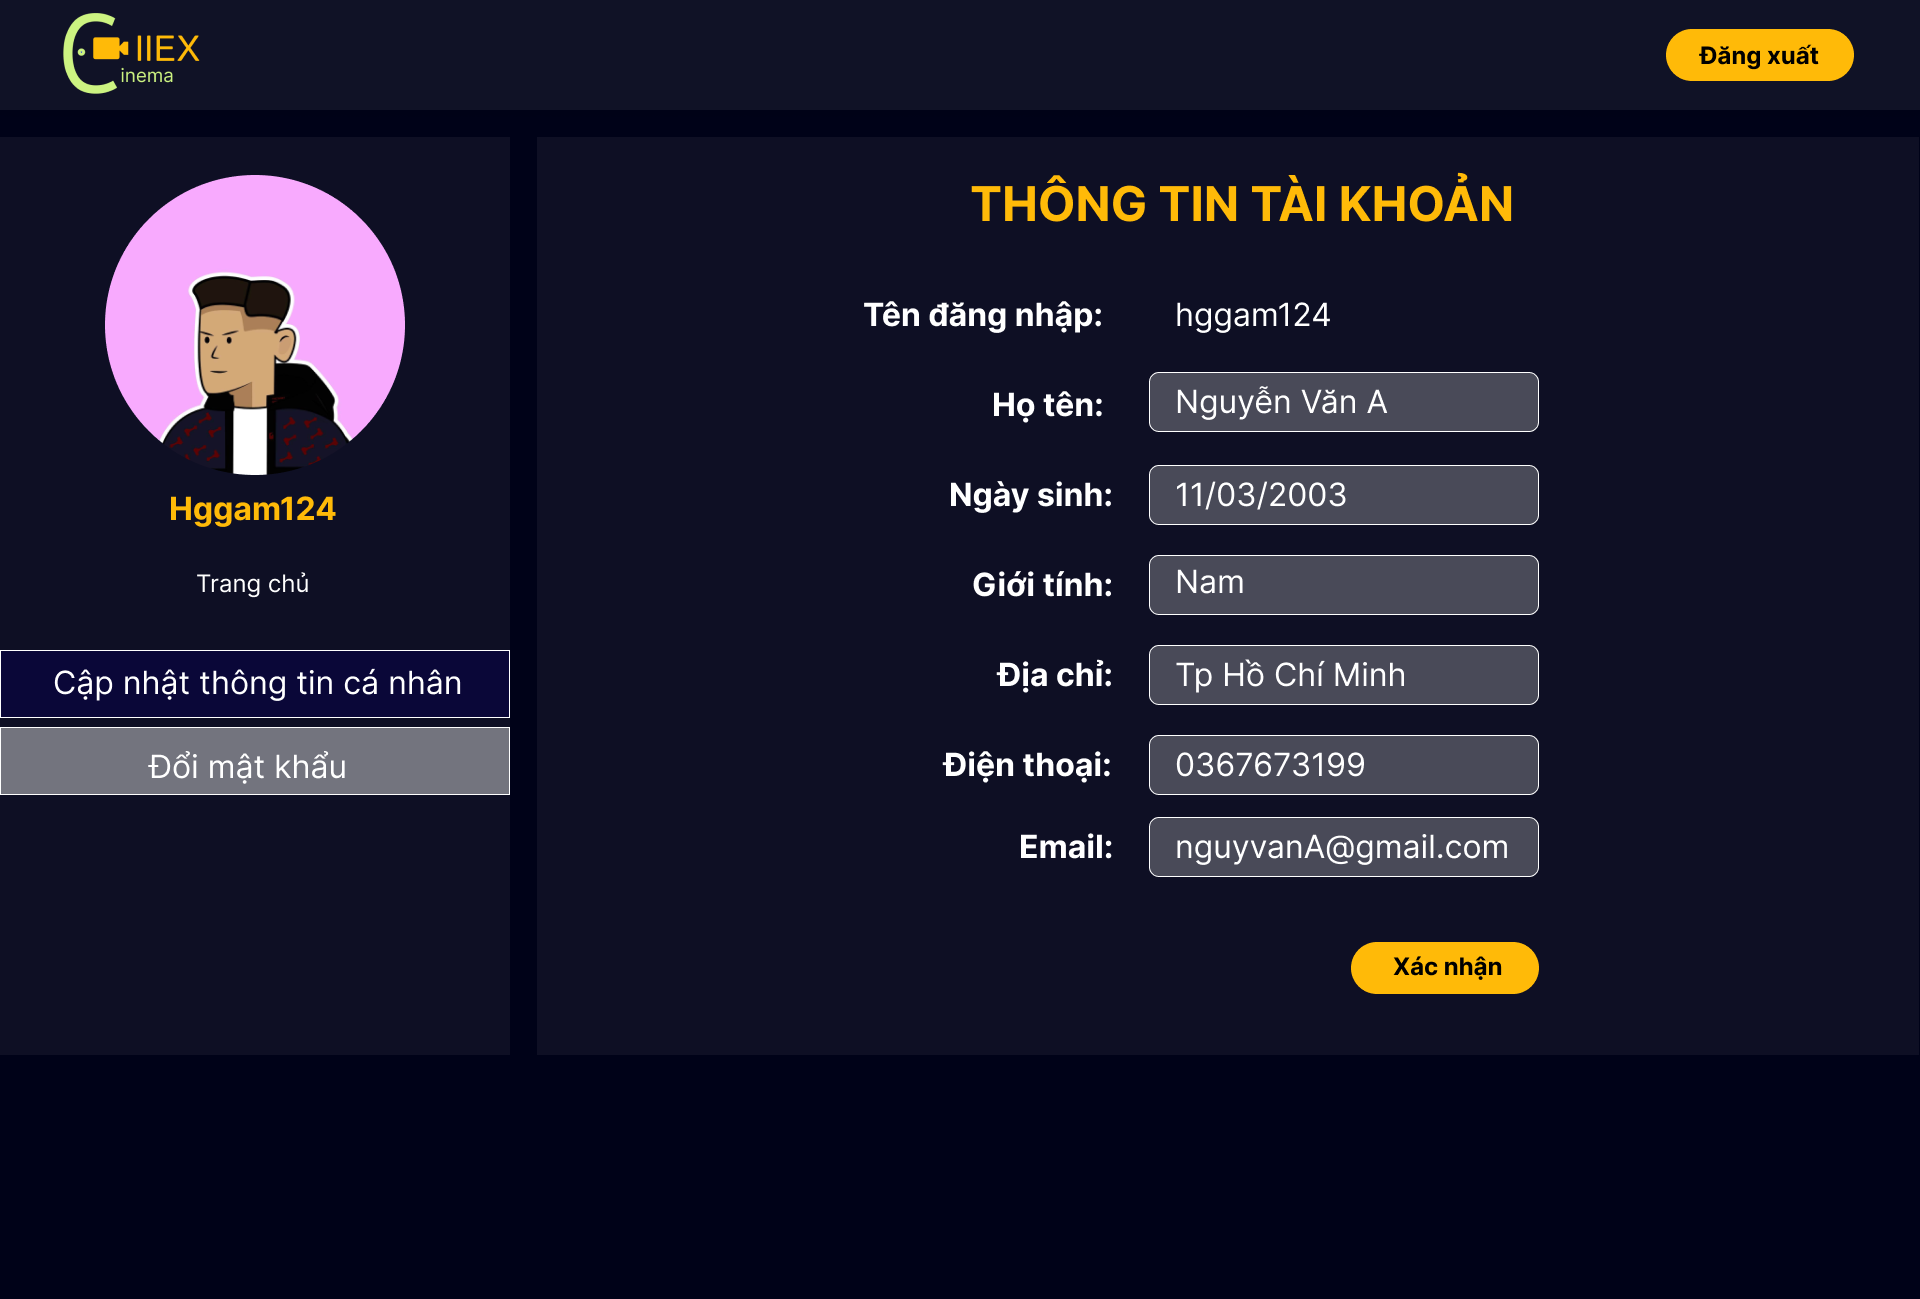 IIEX
inema
Đăng xuất
Hggam124
Trang chủ
Cập nhật thông tin cá nhân
Đổi mật khẩu
THÔNG TIN TÀI KHOẢN
Tên đăng nhập: hggam124
Họ tên: Nguyễn Văn A
Ngày sinh: 11/03/2003
Giới tính: Nam
Địa chỉ: Tp Hồ Chí Minh
Điện thoại: 0367673199
Email: nguyvanA@gmail.com
Xác nhận